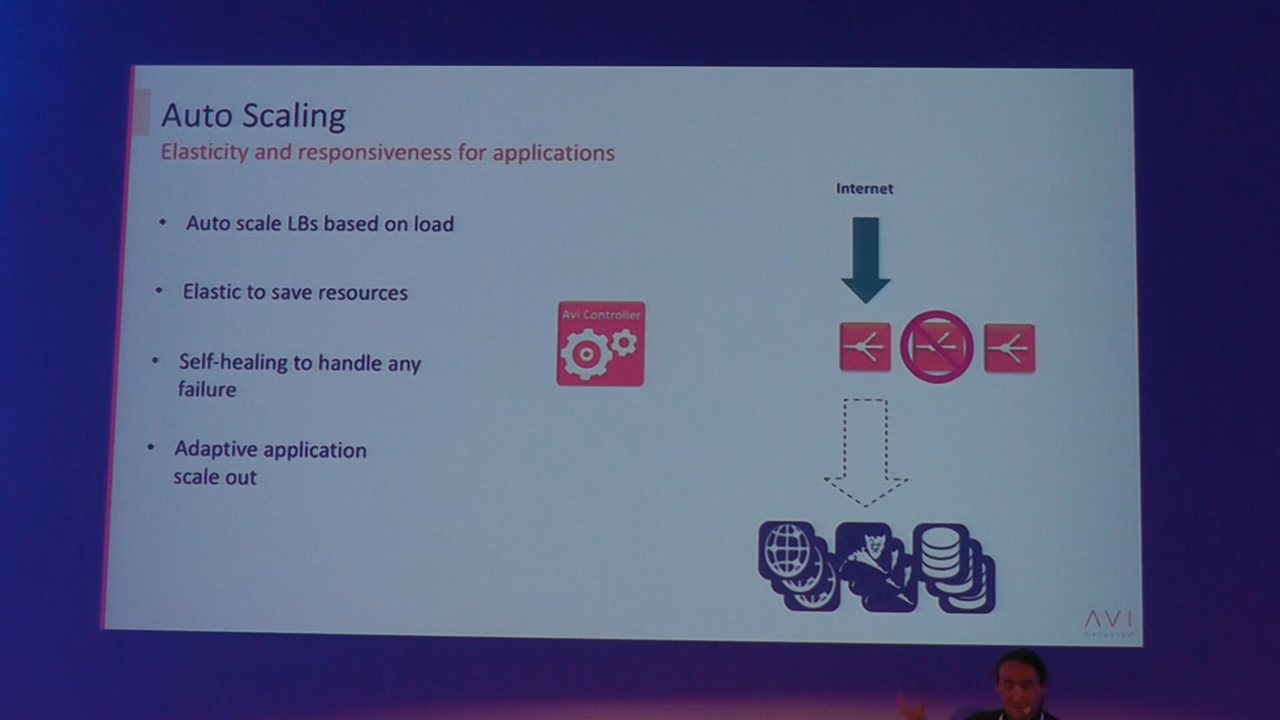 Auto Scaling
Elasticity and responsiveness for applications
Internet
• Auto scale LBs based on load
• Elastic to save resources
Avi Controller
• Self-healing to handle any
failure
• Adaptive application
scale out
AVI